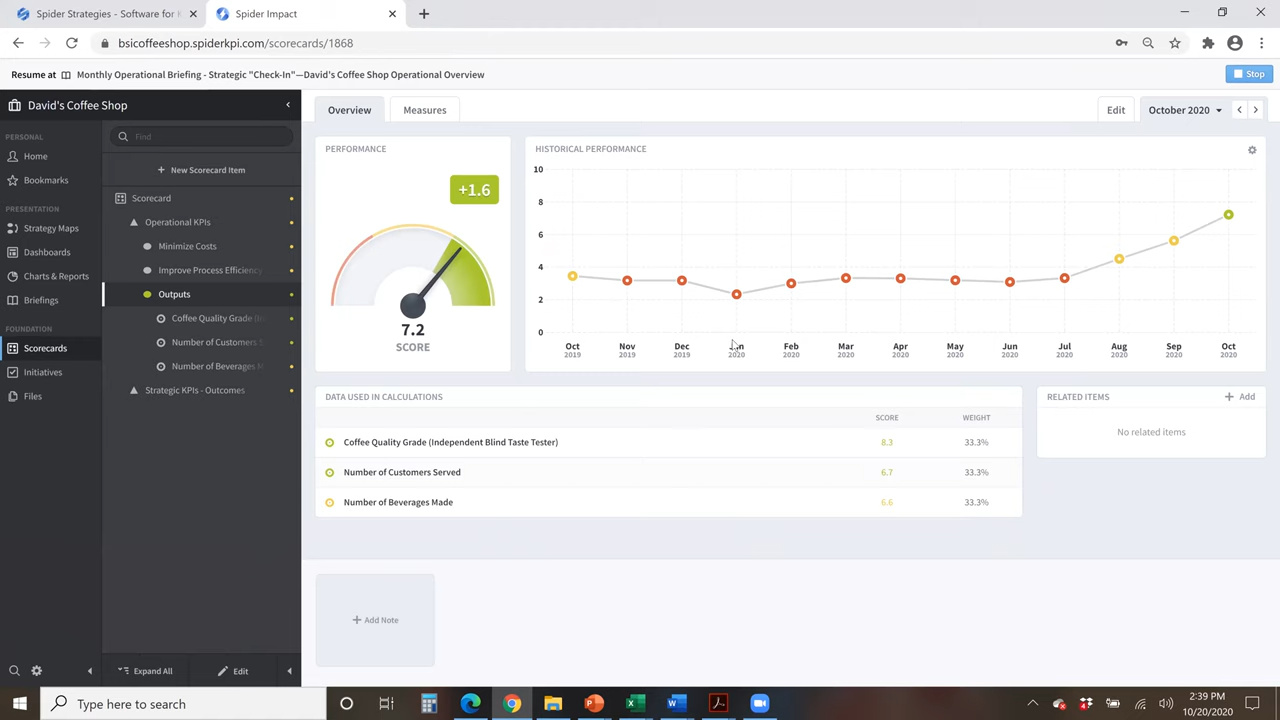 Spider Strategies - Software for K
Spider Impact
bsicoffeeshop.spiderkpi.com/scorecards/1868
Resume at Monthly Operational Briefing - Strategic "Check-In"—David's Coffee Shop Operational Overview
Stop
David's Coffee Shop
PERSONAL
Home
Bookmarks
PRESENTATION
Strategy Maps
Dashboards
Charts & Reports
Briefings
FOUNDATION
Scorecards
Initiatives
Files
Find
+ New Scorecard Item
Scorecard
Operational KPIs
Minimize Costs
Improve Process Efficiency
Outputs
Coffee Quality Grade (In
Number of Customers S
Number of Beverages M
Strategic KPIs - Outcomes
Expand All
Edit
Overview
Measures
Edit
October 2020
PERFORMANCE
+1.6
7.2
SCORE
HISTORICAL PERFORMANCE
10
8
6
4
2
0
Oct Nov Dec Jan Feb Mar Apr May Jun Jul Aug Sep Oct
2019 2019 2019 2020 2020 2020 2020 2020 2020 2020 2020 2020 2020
DATA USED IN CALCULATIONS
SCORE WEIGHT
Coffee Quality Grade (Independent Blind Taste Tester) 8.3 33.3%
Number of Customers Served 6.7 33.3%
Number of Beverages Made 6.6 33.3%
RELATED ITEMS
+ Add
No related items
+ Add Note
Type here to search
2:39 PM
10/20/2020